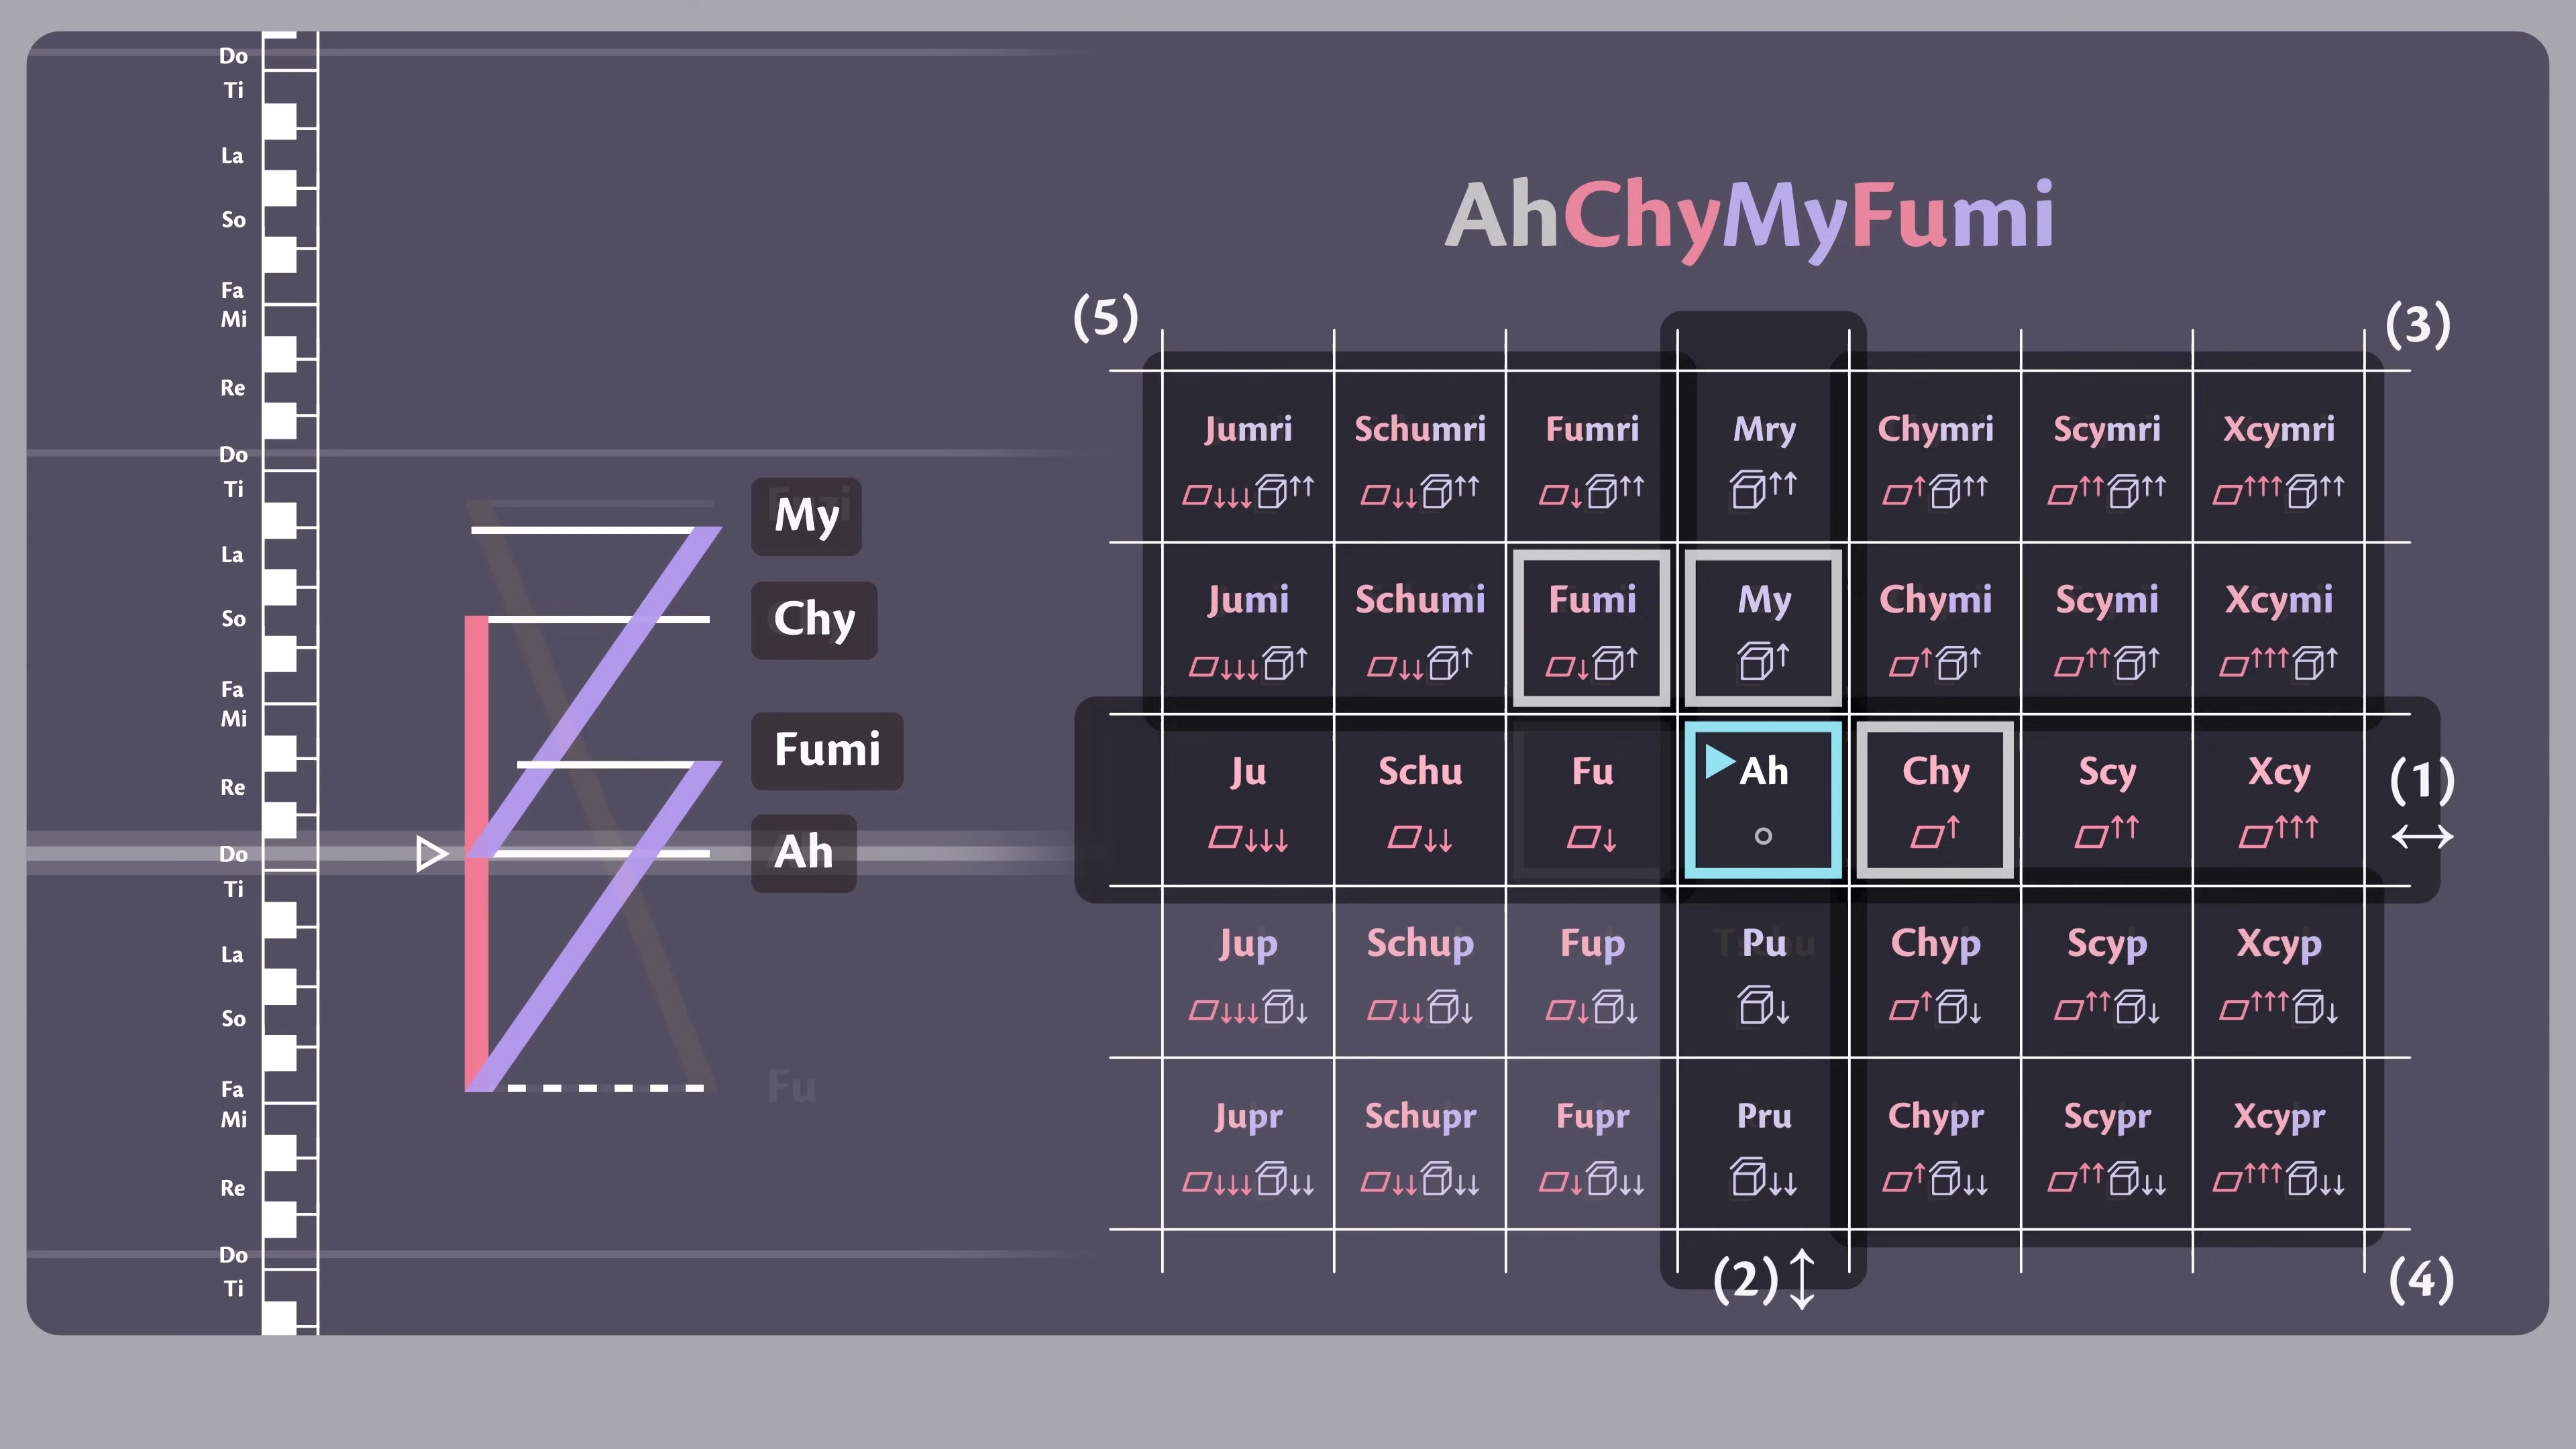 Do
Ti
La
So
Fa
Mi
Re
Do
Ti
La
So
Fa
Mi
Re
Do
Ti
La
So
Fa
Mi
Re
Do
Ti
My
Chy
Fumi
Ah
Fu
AhChyMyFumi
(5)
(3)
Jumri Schumri Fumri Mry Chymri Scymri Xcymri
Jumi Schumi Fumi My Chymi Scymi Xcymi
Ju Schu Fu Ah Chy Scy Xcy
(1)
Jup Schup Fup Pu Chyp Scyp Xcyp
Jupr Schupr Fupr Pru Chypr Scypr Xcypr
(2)
(4)